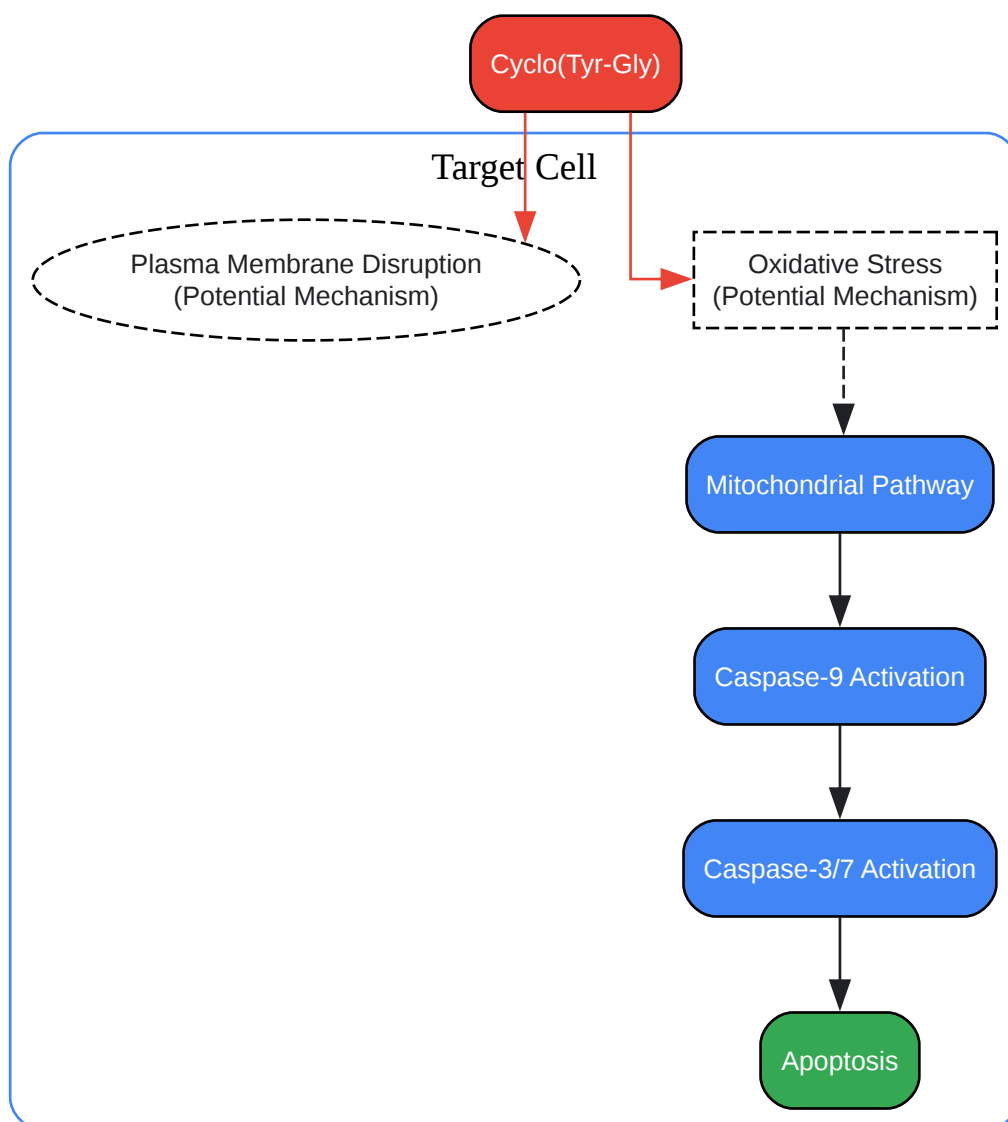 Cyclo(Tyr-Gly)
Target Cell
Plasma Membrane Disruption
(Potential Mechanism)
Oxidative Stress
(Potential Mechanism)
Mitochondrial Pathway
Caspase-9 Activation
Caspase-3/7 Activation
Apoptosis